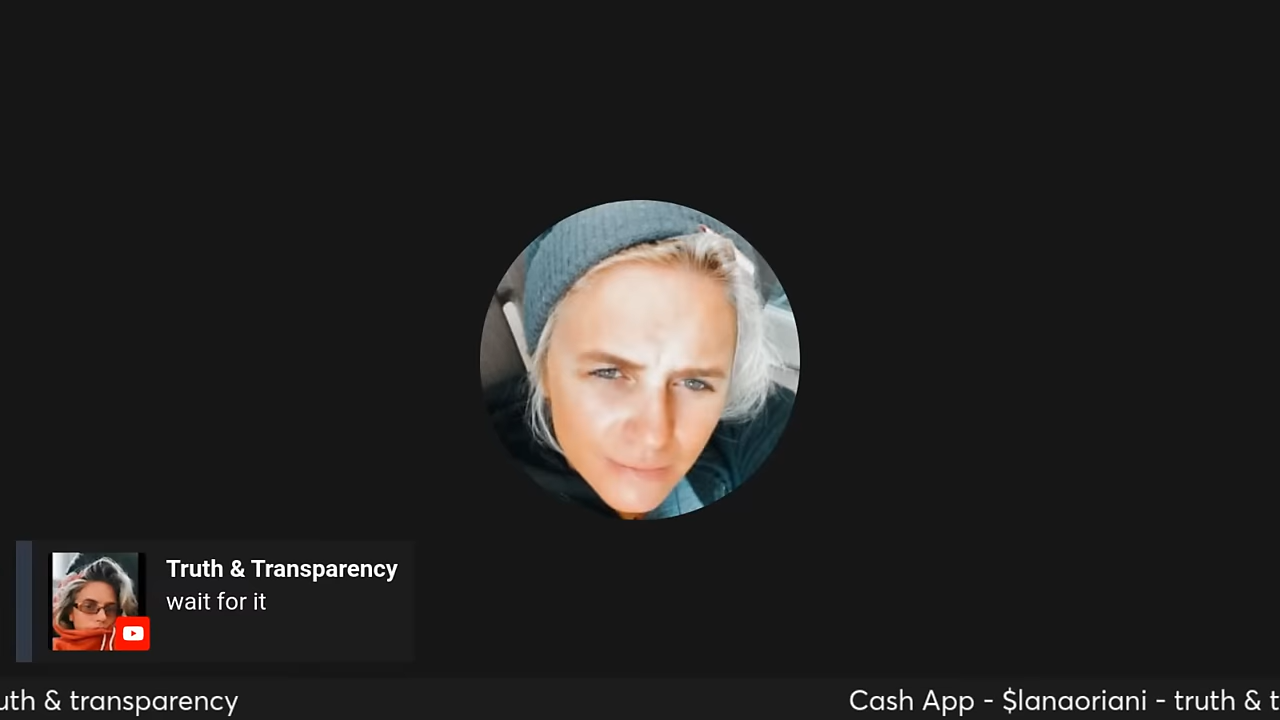 Truth & Transparency
wait for it
uth & transparency
Cash App - $lanaoriani - truth & t